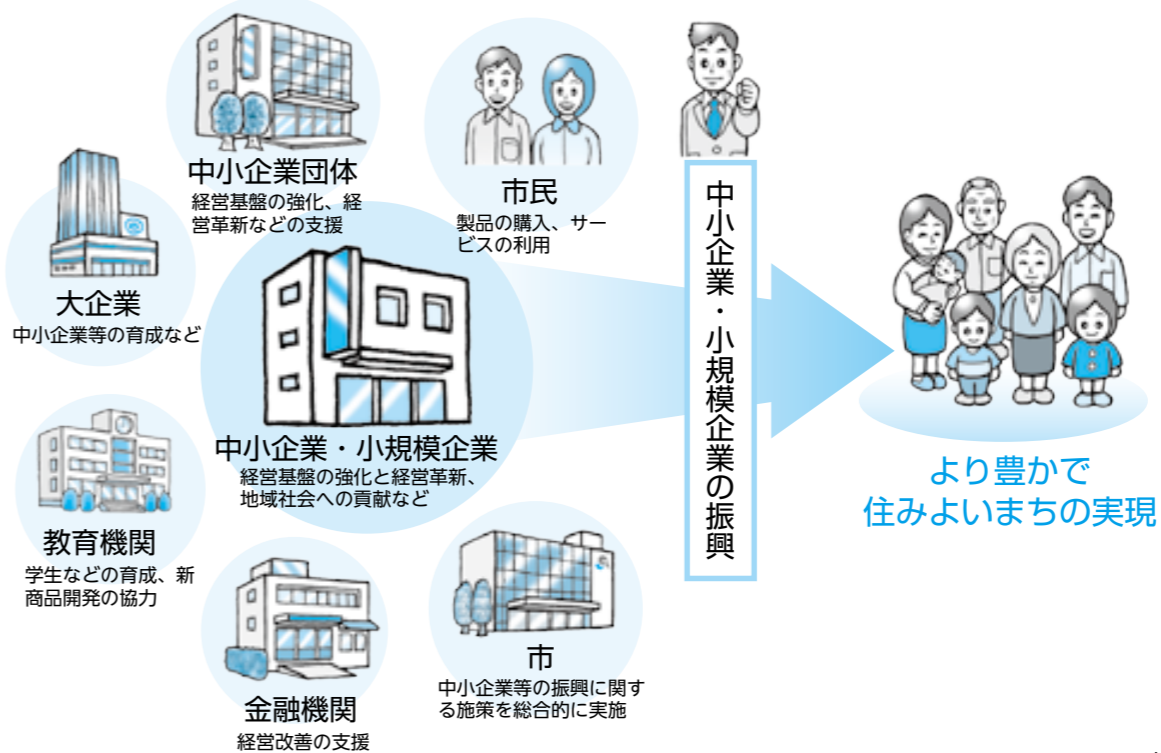 中小企業団体
経営基盤の強化、経
営革新などの支援
市民
製品の購入、サー
ビスの利用
大企業
中小企業等の育成など
中小企業・小規模企業
経営基盤の強化と経営革新、
地域社会への貢献など
教育機関
学生などの育成、新
商品開発の協力
金融機関
経営改善の支援
市
中小企業等の振興に関す
る施策を総合的に実施
中小企業・小規模企業の振興
より豊かで
住みよいまちの実現